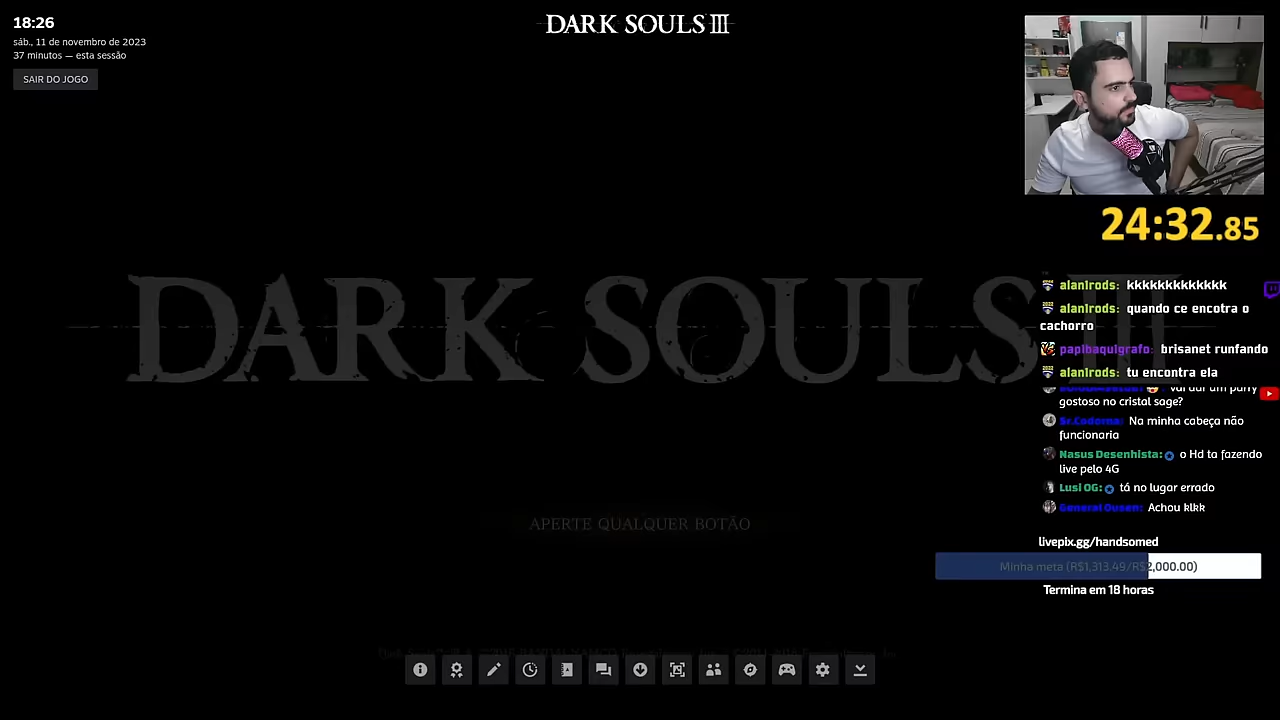 18:26
sáb., 11 de novembro de 2023
37 minutos — esta sessão
SAIR DO JOGO
DARK SOULS III
24:32.85
DARK SOULS III
alanlrods: kkkkkkkkkkkkk
alanlrods: quando ce encotra o
cachorro
papibaquigrafo: brisanet runfando
alanlrods: tu encontra ela
vai dar um parry
gostoso no cristal sage?
Sr.Codorna: Na minha cabeça não
funcionaria
Nasus Desenhista: o Hd ta fazendo
live pelo 4G
Lusi OG: tá no lugar errado
General Ousen: Achou klkk
APERTE QUALQUER BOTÃO
livepix.gg/handsomed
Minha meta (R$1,313.49/R$2,000.00)
Termina em 18 horas